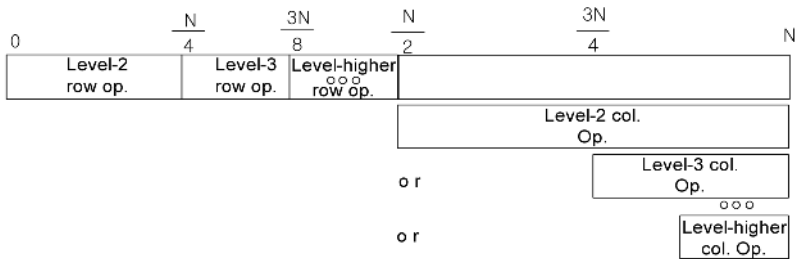 N 3N N 3N
0 4 8 2 4 N
Level-2 Level-3 Level-higher
row op. row op. row op.
Level-2 col.
Op.
Level-3 col.
or Op.
Level-higher
or col. Op.